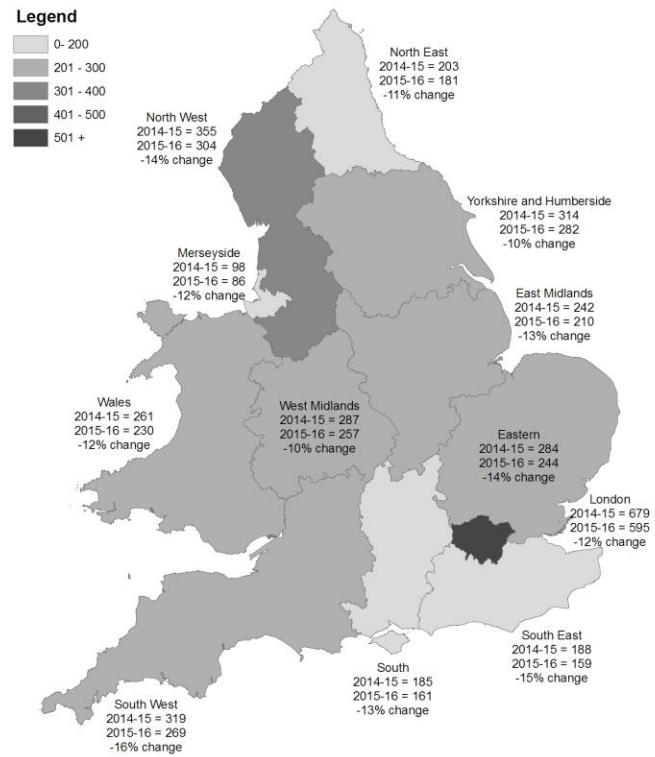 Legend
0- 200
201 - 300
301 - 400
401 - 500
501 +
North East
2014-15 = 203
2015-16 = 181
-11% change
North West
2014-15 = 355
2015-16 = 304
-14% change
Yorkshire and Humberside
2014-15 = 314
2015-16 = 282
-10% change
Merseyside
2014-15 = 98
2015-16 = 86
-12% change
East Midlands
2014-15 = 242
2015-16 = 210
-13% change
Wales
2014-15 = 261
2015-16 = 230
-12% change
West Midlands
2014-15 = 287
2015-16 = 257
-10% change
Eastern
2014-15 = 284
2015-16 = 244
-14% change
London
2014-15 = 679
2015-16 = 595
-12% change
South East
2014-15 = 188
2015-16 = 159
-15% change
South
2014-15 = 185
2015-16 = 161
-13% change
South West
2014-15 = 319
2015-16 = 269
-16% change